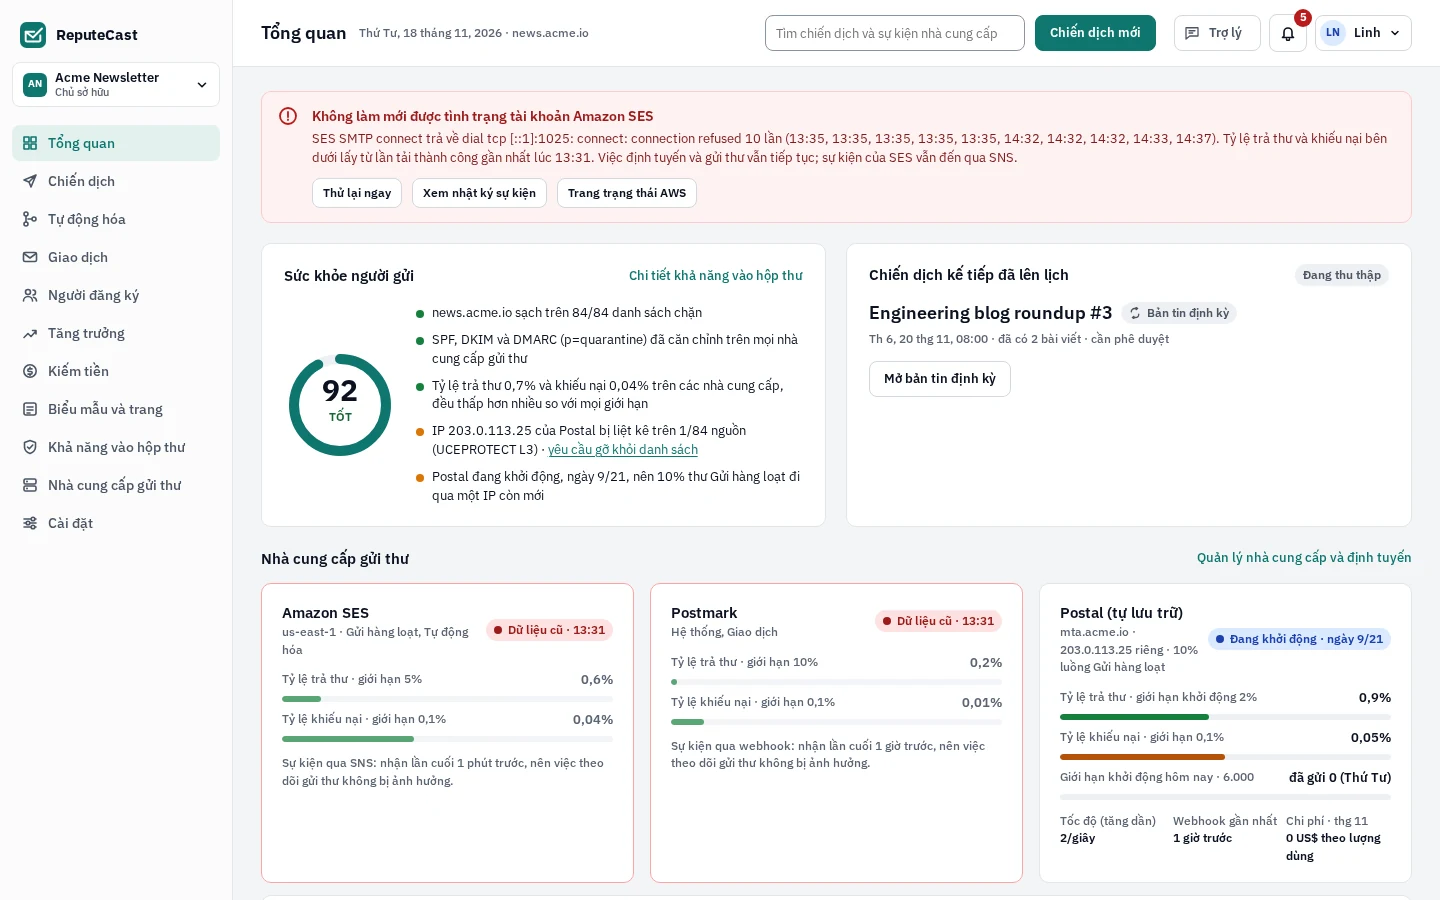 ReputeCast
AN
Acme Newsletter
Chủ sở hữu
Tổng quan
Chiến dịch
Tự động hóa
Giao dịch
Người đăng ký
Tăng trưởng
Kiếm tiền
Biểu mẫu và trang
Khả năng vào hộp thư
Nhà cung cấp gửi thư
Cài đặt
Tổng quan
Thứ Tư, 18 tháng 11, 2026 · news.acme.io
Tìm chiến dịch và sự kiện nhà cung cấp
Chiến dịch mới
Trợ lý
5
LN
Linh
Không làm mới được tình trạng tài khoản Amazon SES
SES SMTP connect trả về dial tcp [::1]:1025: connect: connection refused 10 lần (13:35, 13:35, 13:35, 13:35, 13:35, 14:32, 14:32, 14:32, 14:33, 14:37). Tỷ lệ trả thư và khiếu nại bên
dưới lấy từ lần tải thành công gần nhất lúc 13:31. Việc định tuyến và gửi thư vẫn tiếp tục; sự kiện của SES vẫn đến qua SNS.
Thử lại ngay
Xem nhật ký sự kiện
Trang trạng thái AWS
Sức khỏe người gửi
Chi tiết khả năng vào hộp thư
92
TỐT
news.acme.io sạch trên 84/84 danh sách chặn
SPF, DKIM và DMARC (p=quarantine) đã căn chỉnh trên mọi nhà
cung cấp gửi thư
Tỷ lệ trả thư 0,7% và khiếu nại 0,04% trên các nhà cung cấp,
đều thấp hơn nhiều so với mọi giới hạn
IP 203.0.113.25 của Postal bị liệt kê trên 1/84 nguồn
(UCEPROTECT L3) · yêu cầu gỡ khỏi danh sách
Postal đang khởi động, ngày 9/21, nên 10% thư Gửi hàng loạt đi
qua một IP còn mới
Chiến dịch kế tiếp đã lên lịch
Đang thu thập
Engineering blog roundup #3
Bản tin định kỳ
Th 6, 20 thg 11, 08:00 · đã có 2 bài viết · cần phê duyệt
Mở bản tin định kỳ
Nhà cung cấp gửi thư
Quản lý nhà cung cấp và định tuyến
Amazon SES
us-east-1 · Gửi hàng loạt, Tự động
hóa
Dữ liệu cũ · 13:31
Tỷ lệ trả thư · giới hạn 5%
0,6%
Tỷ lệ khiếu nại · giới hạn 0,1%
0,04%
Sự kiện qua SNS: nhận lần cuối 1 phút trước, nên việc theo
dõi gửi thư không bị ảnh hưởng.
Postmark
Hệ thống, Giao dịch
Dữ liệu cũ · 13:31
Tỷ lệ trả thư · giới hạn 10%
0,2%
Tỷ lệ khiếu nại · giới hạn 0,1%
0,01%
Sự kiện qua webhook: nhận lần cuối 1 giờ trước, nên việc
theo dõi gửi thư không bị ảnh hưởng.
Postal (tự lưu trữ)
mta.acme.io ·
203.0.113.25 riêng · 10%
luồng Gửi hàng loạt
Đang khởi động · ngày 9/21
Tỷ lệ trả thư · giới hạn khởi động 2%
0,9%
Tỷ lệ khiếu nại · giới hạn 0,1%
0,05%
Giới hạn khởi động hôm nay · 6.000
đã gửi 0 (Thứ Tư)
Tốc độ (tăng dần)
2/giây
Webhook gần nhất
1 giờ trước
Chi phí · thg 11
0 US$ theo lượng
dùng